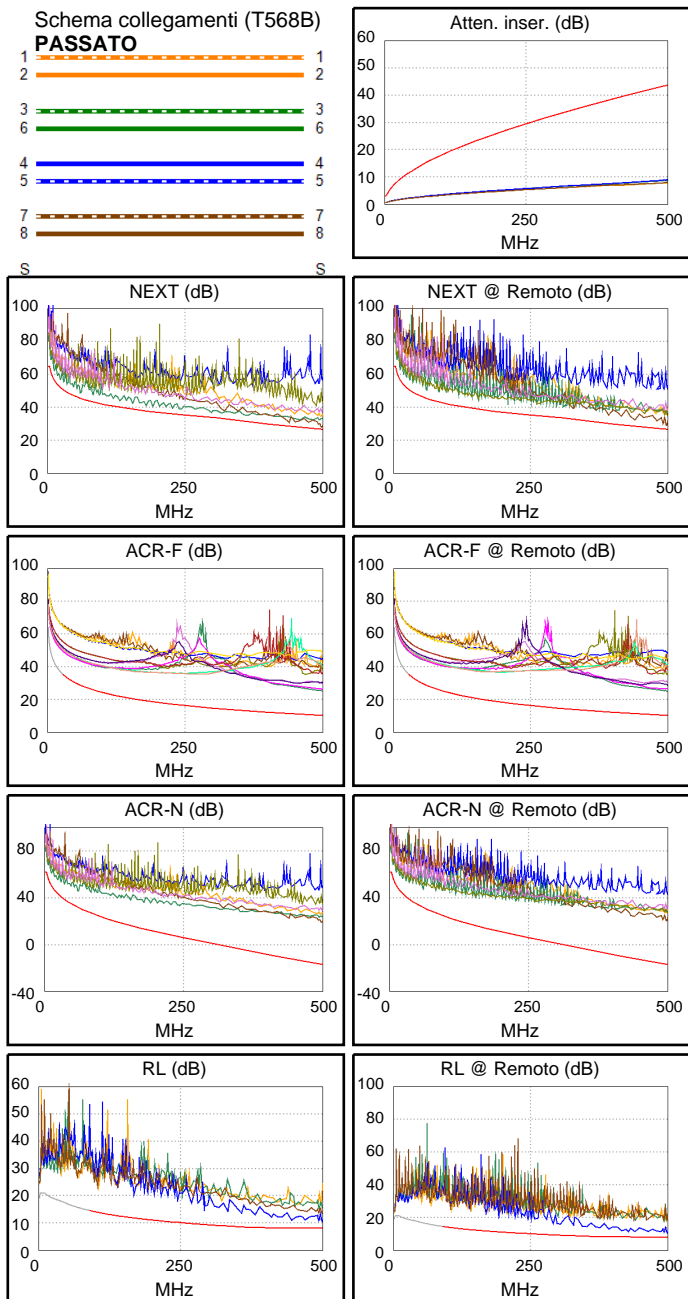 Schema collegamenti (T568B)
PASSATO
1 1
2 2
3 3
6 6
4 4
5 5
7 7
8 8
S S
Atten. inser. (dB)
60
50
40
30
20
10
0
0 250 500
MHz
NEXT (dB)
100
80
60
40
20
0
0 250 500
MHz
NEXT @ Remoto (dB)
100
80
60
40
20
0
0 250 500
MHz
ACR-F (dB)
100
80
60
40
20
0
0 250 500
MHz
ACR-F @ Remoto (dB)
100
80
60
40
20
0
0 250 500
MHz
ACR-N (dB)
80
40
0
-40
0 250 500
MHz
ACR-N @ Remoto (dB)
80
40
0
-40
0 250 500
MHz
RL (dB)
60
50
40
30
20
10
0
0 250 500
MHz
RL @ Remoto (dB)
100
80
60
40
20
0
0 250 500
MHz